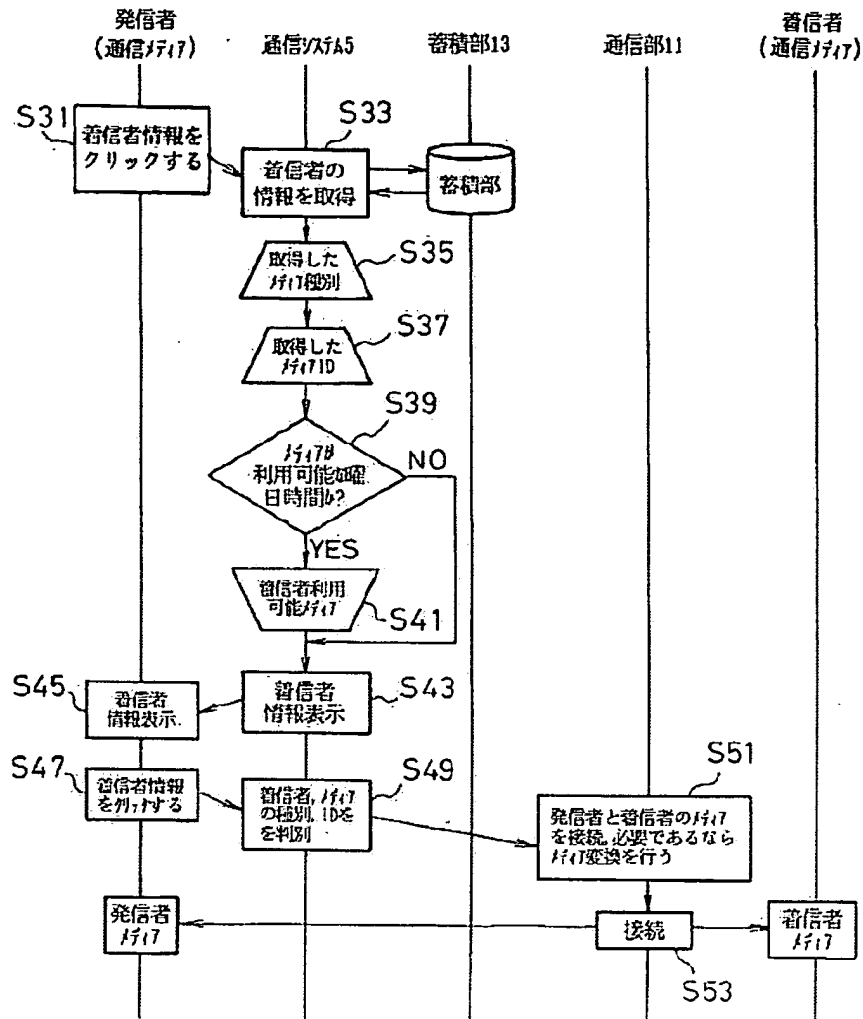 発信者
(通信メディア)
通信システム5
蓄積部13
通信部11
着信者
(通信メディア)
S31
着信者情報を
クリックする
S33
着信者の
情報を取得
蓄積部
S35
取得した
メディア種別
S37
取得した
メディアID
S39
メディアは
利用可能な曜
日時間か?
NO
YES
着信者利用
可能メディア
S41
S43
着信者
情報表示
S45
着信者
情報表示
S47
着信者情報
をクリックする
S49
着信者,メディア
の種別,IDを
を判別
S51
発信者と着信者のメディア
を接続,必要であるなら
メディア変換を行う
発信者
メディア
接続
着信者
メディア
S53